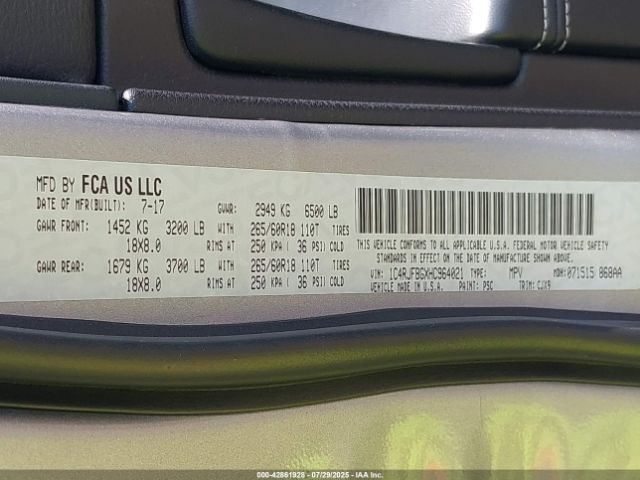 MFD BY FCA US LLC
DATE OF MFR(BUILT): 7-17 GVWR: 2949 KG 6500 LB
GAWR FRONT: 1452 KG 3200 LB WITH 265/60R18 110T TIRES
18X8.0 RIMS AT 250 KPA ( 36 PSI) COLD
GAWR REAR: 1679 KG 3700 LB WITH 265/60R18 110T TIRES
18X8.0 RIMS AT 250 KPA ( 36 PSI) COLD
1C4RJFBGXHC964021
THIS VEHICLE CONFORMS TO ALL APPLICABLE U.S.A. FEDERAL MOTOR VEHICLE SAFETY
STANDARDS IN EFFECT ON THE DATE OF MANUFACTURE SHOWN ABOVE.
VIN: 1C4RJFBGXHC964021 TYPE: MPV MDH: 071515 868AA
VEHICLE MADE IN U.S.A. PAINT: PSC TRIM: CJX9
000-42861928 07/29/2025 IAA Inc.